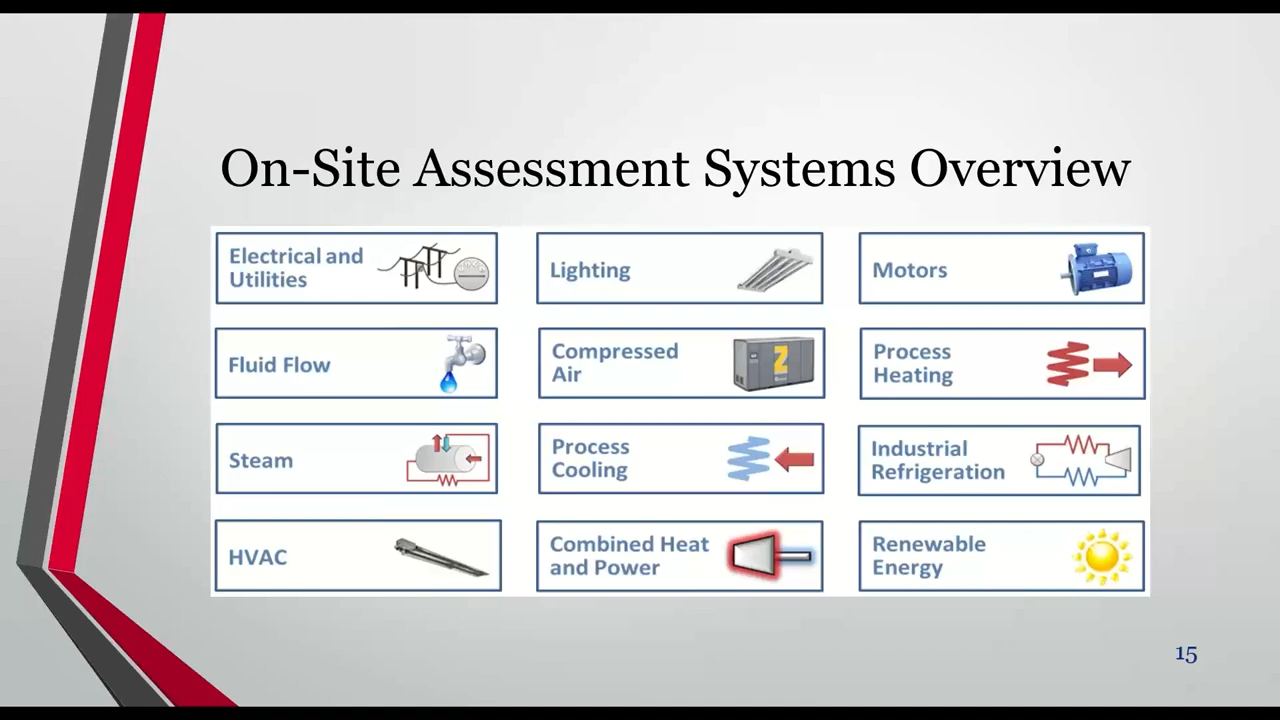 On-Site Assessment Systems Overview
Electrical and
Utilities
Lighting
Motors
Fluid Flow
Compressed
Air
Z
Process
Heating
Steam
Process
Cooling
Industrial
Refrigeration
HVAC
Combined Heat
and Power
Renewable
Energy
15